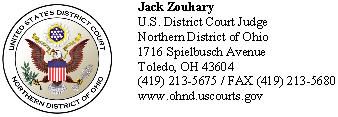 UNITED STATES DISTRICT COURT
NORTHERN DISTRICT OF OHIO
Jack Zouhary
U.S. District Court Judge
Northern District of Ohio
1716 Spielbusch Avenue
Toledo, OH 43604
(419) 213-5675 / FAX (419) 213-5680
www.ohnd.uscourts.gov